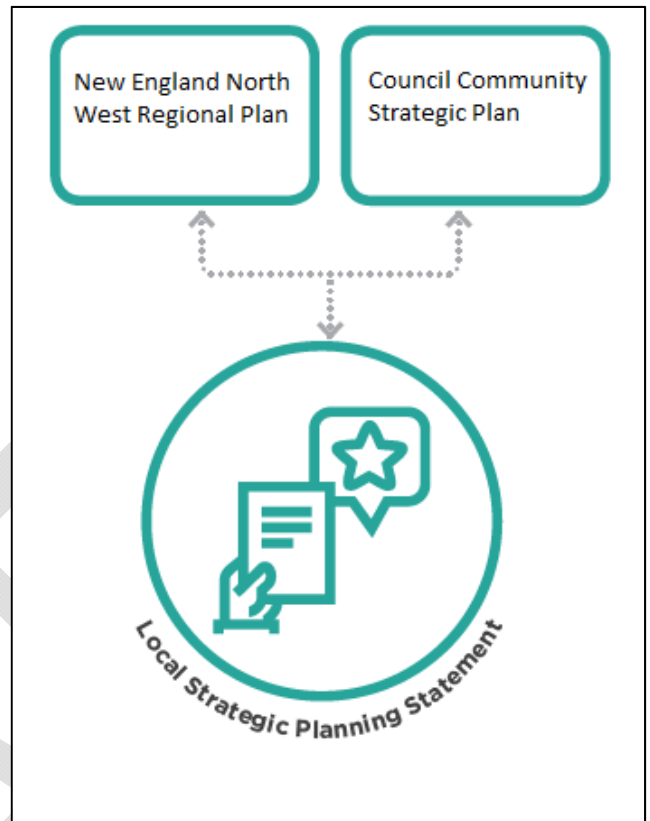 New England North
West Regional Plan
Council Community
Strategic Plan
Local Strategic Planning Statement